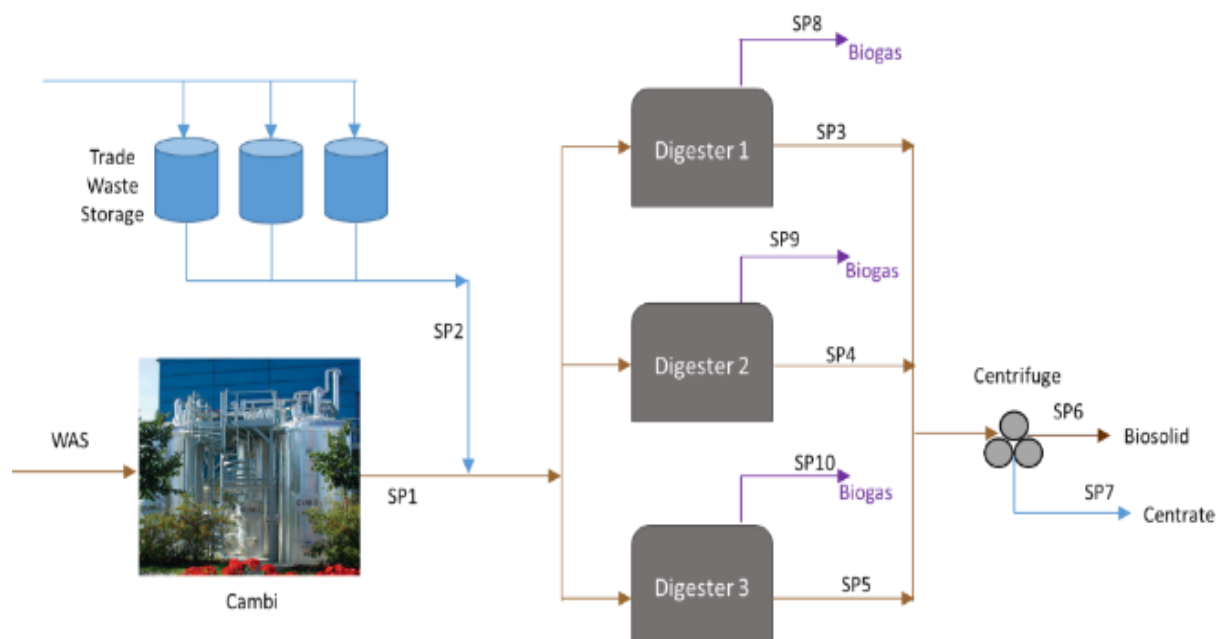 SP8
Biogas
Trade
Waste
Storage
Digester 1
SP3
SP9
Biogas
SP2
Digester 2
SP4
Centrifuge
SP6
Biosolid
WAS
SP1
SP10
Biogas
SP7
Centrate
Digester 3
SP5
Cambi